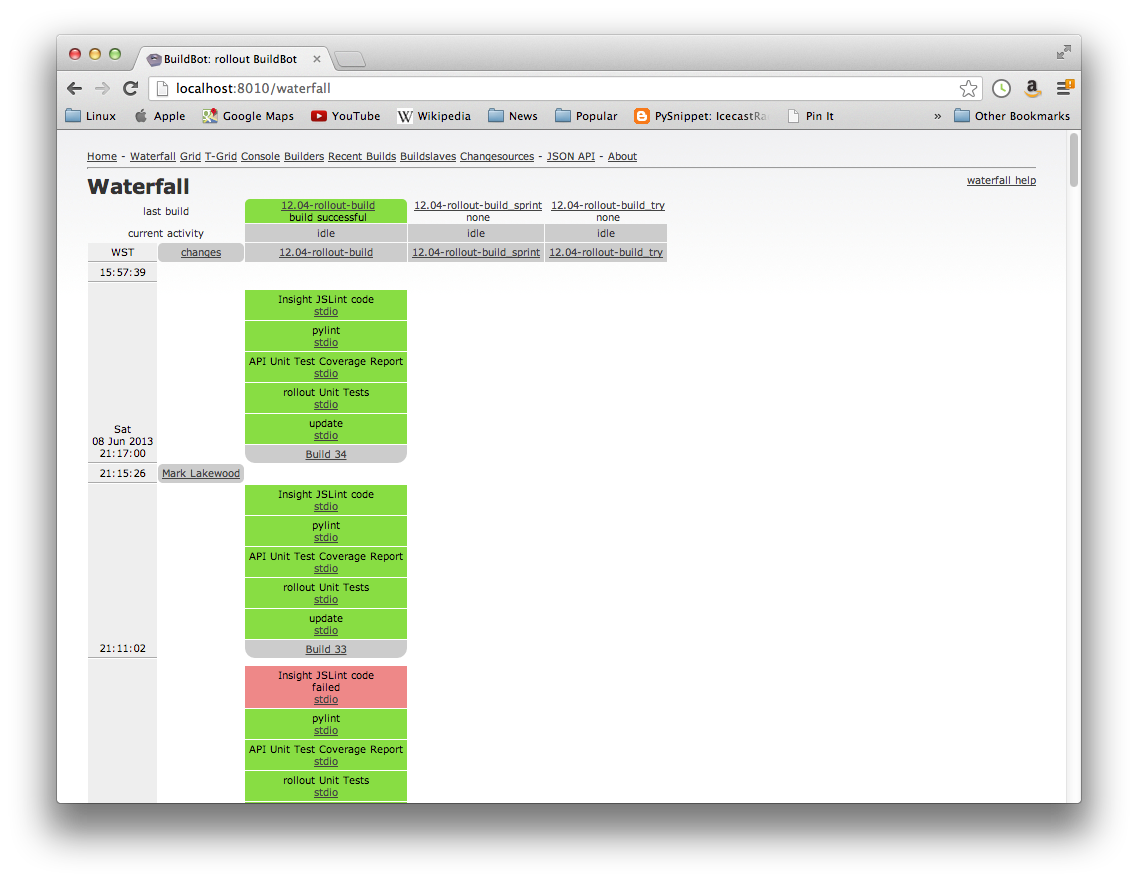 BuildBot: rollout BuildBot
localhost:8010/waterfall
Linux Apple Google Maps YouTube Wikipedia News Popular PySnippet: Icecast Pin It » Other Bookmarks
Home - Waterfall Grid T-Grid Console Builders Recent Builds Buildslaves Changesources - JSON API - About
Waterfall
waterfall help
last build 12.04-rollout-build 12.04-rollout-build_sprint 12.04-rollout-build_try
build successful none none
current activity idle idle idle
WST changes 12.04-rollout-build 12.04-rollout-build_sprint 12.04-rollout-build_try
15:57:39
Insight JSLint code
stdio
pylint
stdio
API Unit Test Coverage Report
stdio
rollout Unit Tests
stdio
update
stdio
Sat
08 Jun 2013
21:17:00 Build 34
21:15:26 Mark Lakewood
Insight JSLint code
stdio
pylint
stdio
API Unit Test Coverage Report
stdio
rollout Unit Tests
stdio
update
stdio
21:11:02 Build 33
Insight JSLint code
failed
stdio
pylint
stdio
API Unit Test Coverage Report
stdio
rollout Unit Tests
stdio